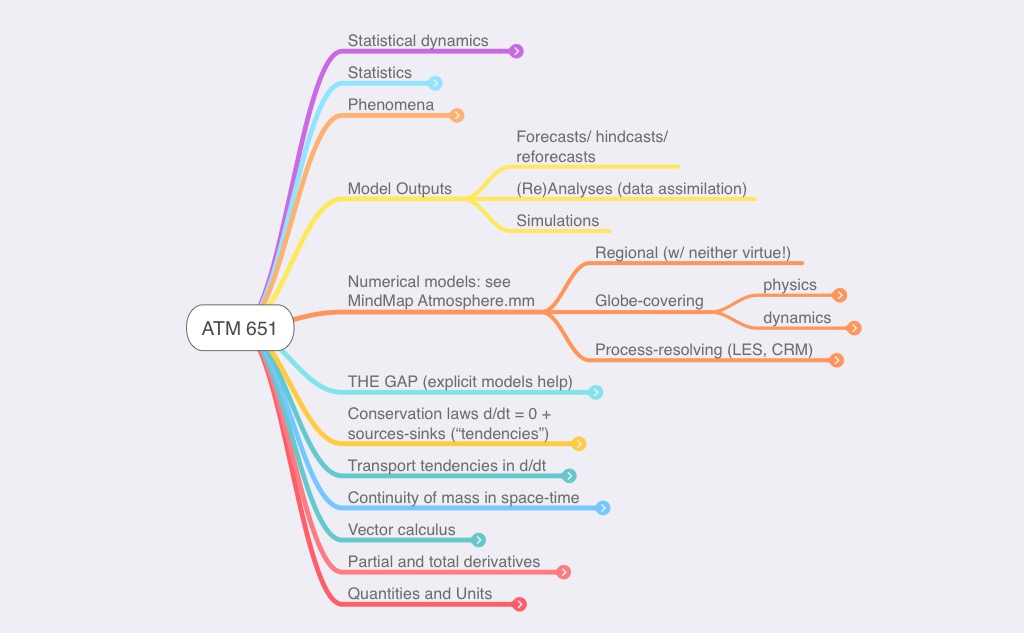 Statistical dynamics
Statistics
Phenomena
Forecasts/ hindcasts/
reforecasts
Model Outputs
(Re)Analyses (data assimilation)
Simulations
Regional (w/ neither virtue!)
Numerical models: see
MindMap Atmosphere.mm
Globe-covering
physics
dynamics
Process-resolving (LES, CRM)
ATM 651
THE GAP (explicit models help)
Conservation laws d/dt = 0 +
sources-sinks (“tendencies”)
Transport tendencies in d/dt
Continuity of mass in space-time
Vector calculus
Partial and total derivatives
Quantities and Units